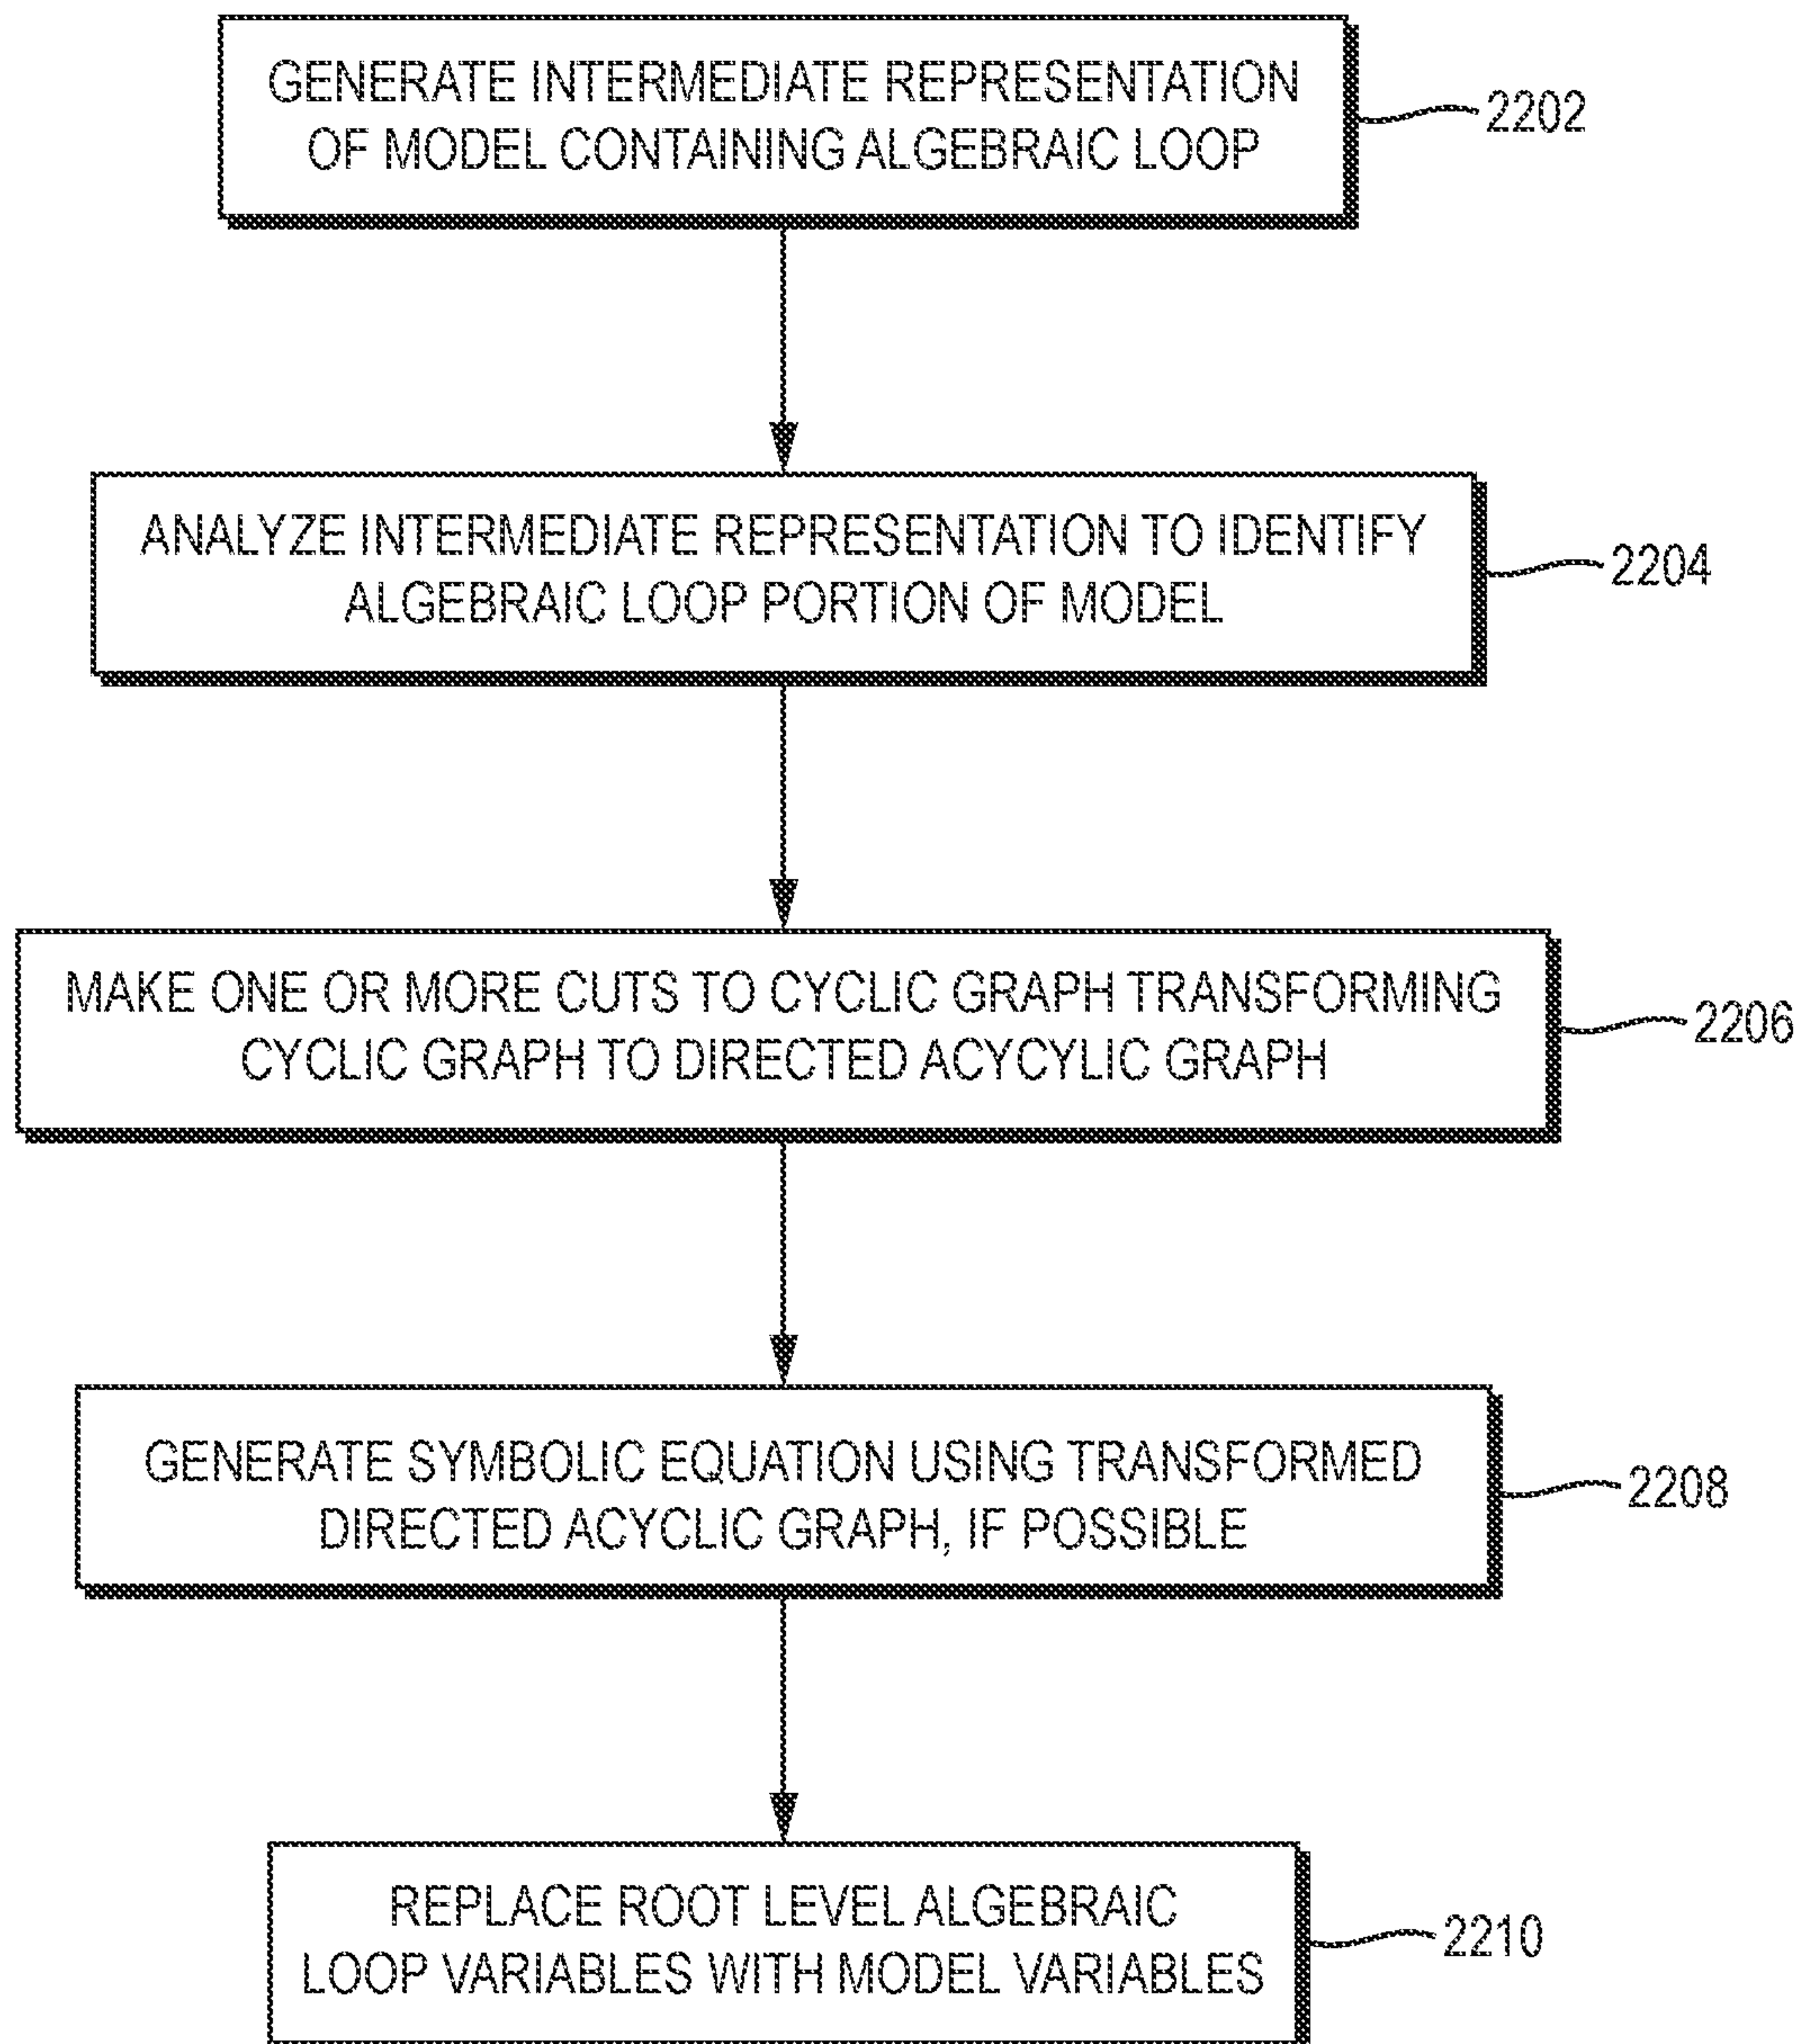 GENERATE INTERMEDIATE REPRESENTATION
OF MODEL CONTAINING ALGEBRAIC LOOP
2202
ANALYZE INTERMEDIATE REPRESENTATION TO IDENTIFY
ALGEBRAIC LOOP PORTION OF MODEL
2204
MAKE ONE OR MORE CUTS TO CYCLIC GRAPH TRANSFORMING
CYCLIC GRAPH TO DIRECTED ACYCYLIC GRAPH
2206
GENERATE SYMBOLIC EQUATION USING TRANSFORMED
DIRECTED ACYCLIC GRAPH, IF POSSIBLE
2208
REPLACE ROOT LEVEL ALGEBRAIC
LOOP VARIABLES WITH MODEL VARIABLES
2210